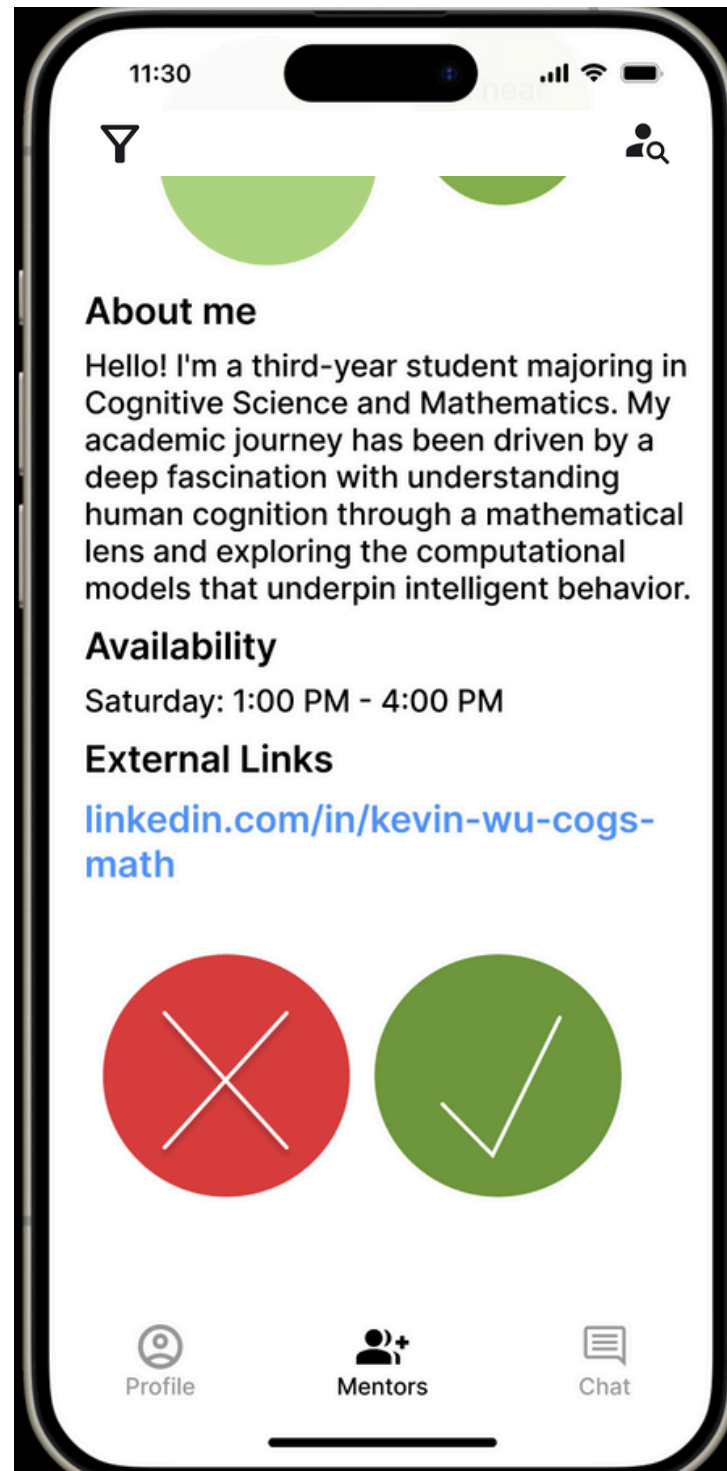 11:30
About me
Hello! I'm a third-year student majoring in
Cognitive Science and Mathematics. My
academic journey has been driven by a
deep fascination with understanding
human cognition through a mathematical
lens and exploring the computational
models that underpin intelligent behavior.
Availability
Saturday: 1:00 PM - 4:00 PM
External Links
linkedin.com/in/kevin-wu-cogs-
math
Profile
Mentors
Chat